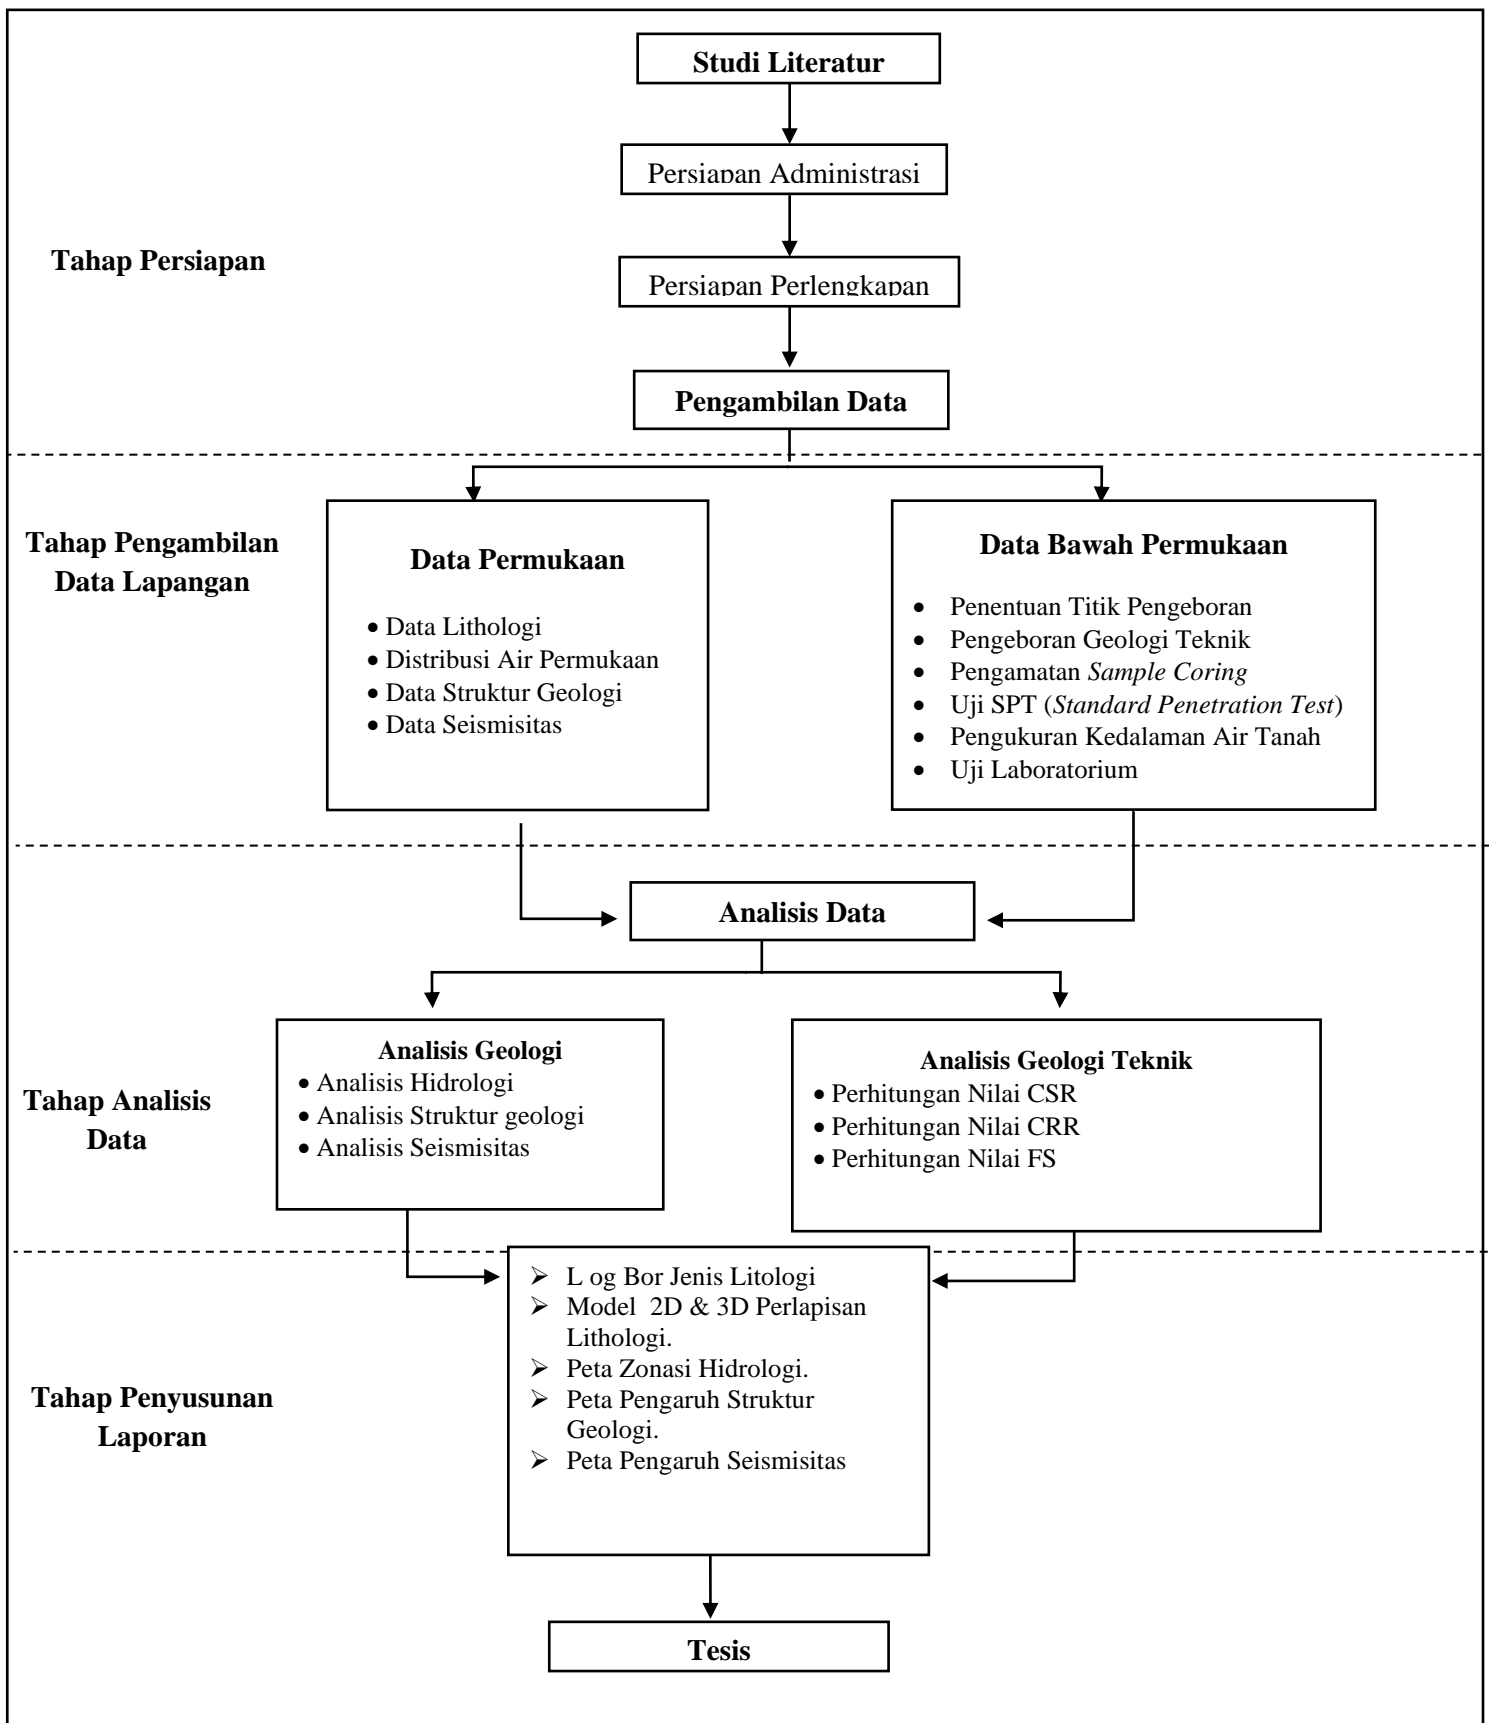 Studi Literatur
Persiapan Administrasi
Tahap Persiapan
Persiapan Perlengkapan
Pengambilan Data
Tahap Pengambilan
Data Lapangan
Data Permukaan
• Data Lithologi
• Distribusi Air Permukaan
• Data Struktur Geologi
• Data Seismisitas
Data Bawah Permukaan
• Penentuan Titik Pengeboran
• Pengeboran Geologi Teknik
• Pengamatan Sample Coring
• Uji SPT (Standard Penetration Test)
• Pengukuran Kedalaman Air Tanah
• Uji Laboratorium
Analisis Data
Tahap Analisis
Data
Analisis Geologi
• Analisis Hidrologi
• Analisis Struktur geologi
• Analisis Seismisitas
Analisis Geologi Teknik
• Perhitungan Nilai CSR
• Perhitungan Nilai CRR
• Perhitungan Nilai FS
Tahap Penyusunan
Laporan
➢ L og Bor Jenis Litologi
➢ Model 2D & 3D Perlapisan
Lithologi.
➢ Peta Zonasi Hidrologi.
➢ Peta Pengaruh Struktur
Geologi.
➢ Peta Pengaruh Seismisitas
Tesis